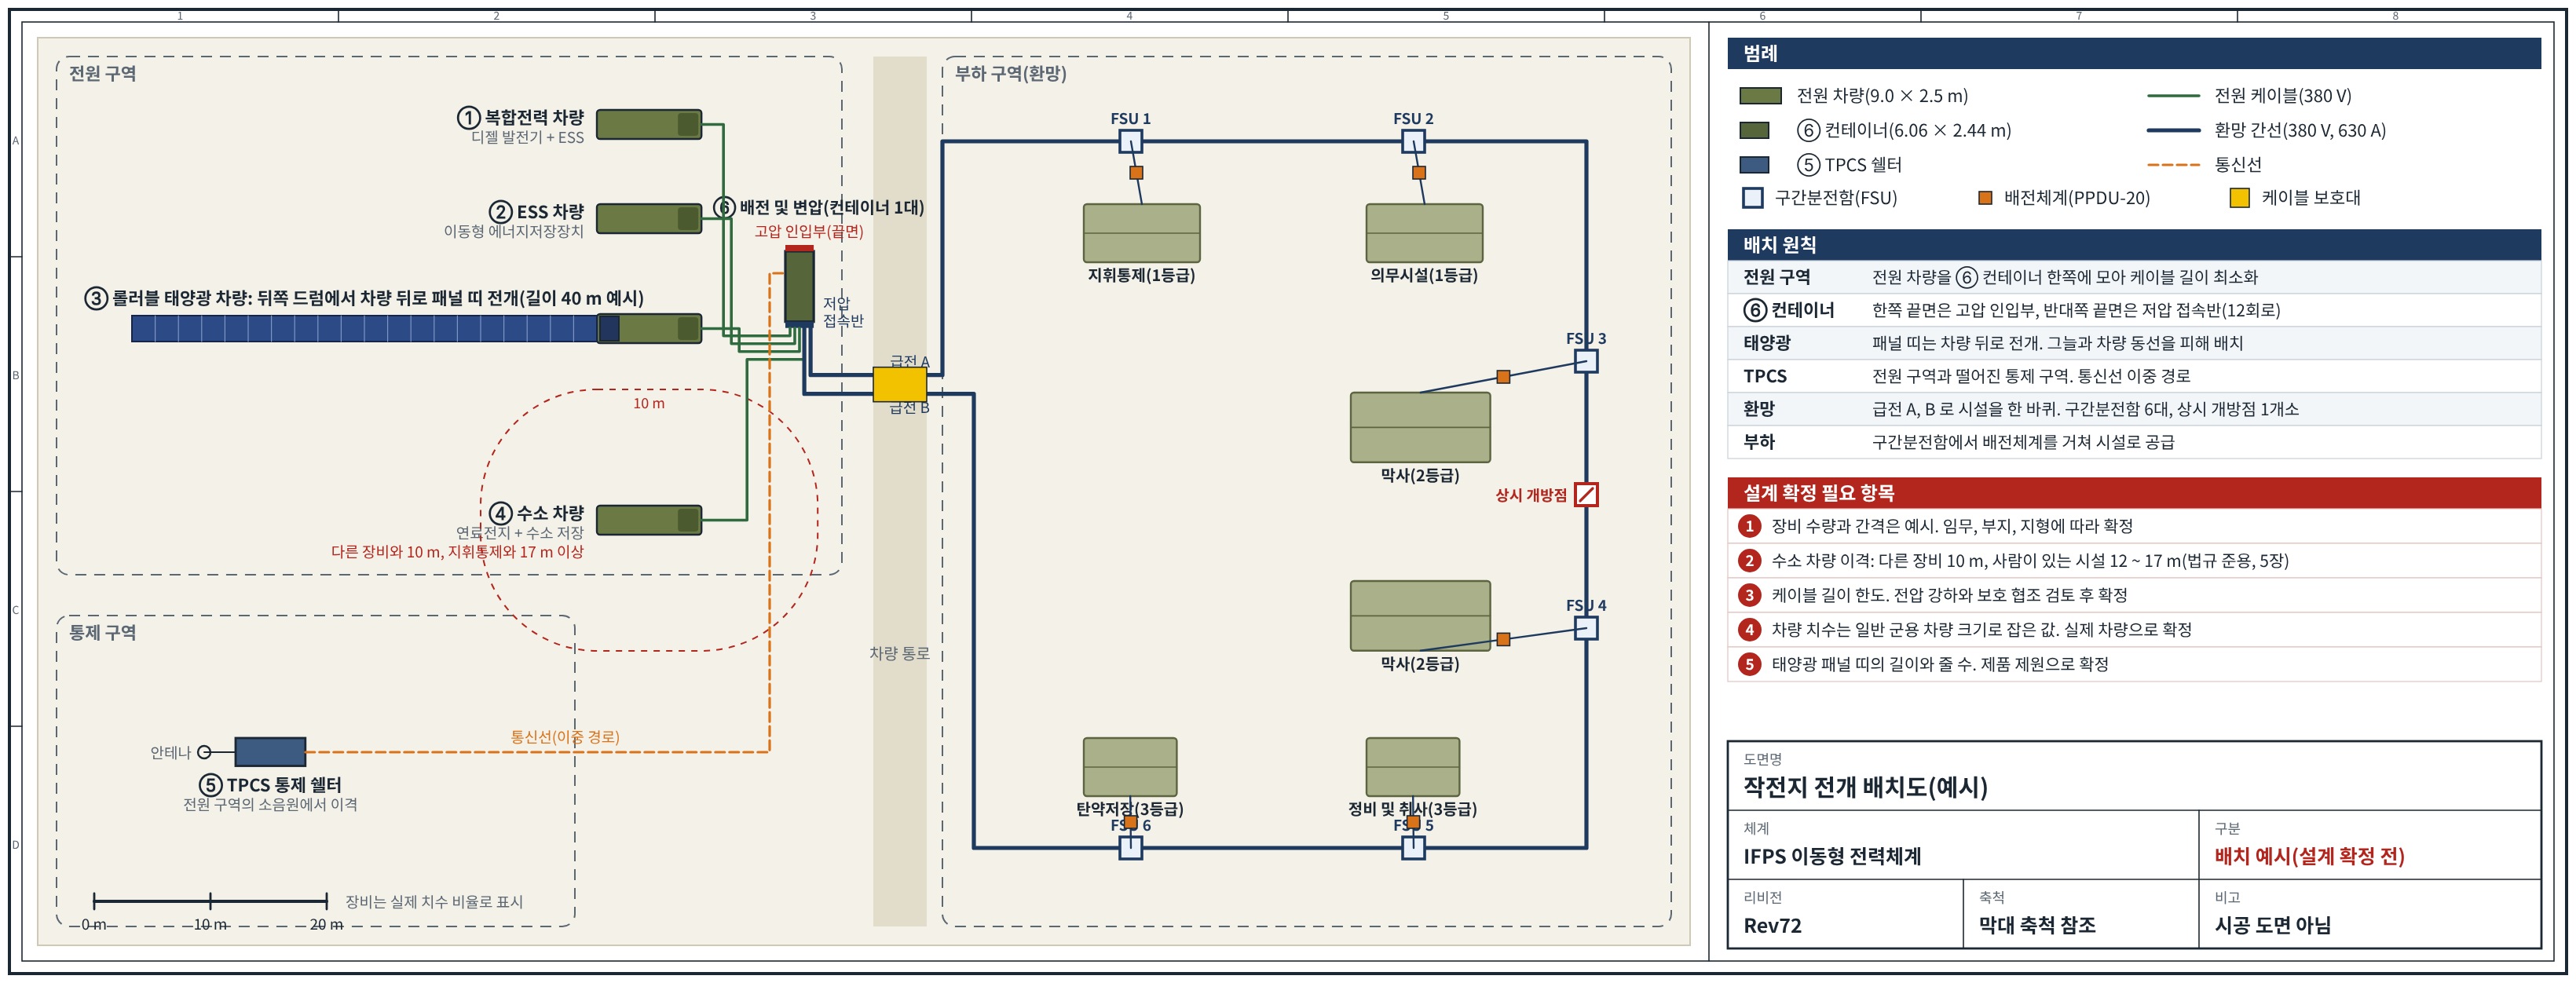 1 2 3 4 5 6 7 8
A
B
C
D
전원 구역
① 복합전력 차량
디젤 발전기 + ESS
② ESS 차량
이동형 에너지저장장치
⑥ 배전 및 변압(컨테이너 1대)
고압 인입부(끝면)
③ 롤러블 태양광 차량: 뒤쪽 드럼에서 차량 뒤로 패널 띠 전개(길이 40 m 예시)
저압
접속반
급전 A
급전 B
10 m
④ 수소 차량
연료전지 + 수소 저장
다른 장비와 10 m, 지휘통제와 17 m 이상
통제 구역
차량 통로
통신선(이중 경로)
안테나
⑤ TPCS 통제 쉘터
전원 구역의 소음원에서 이격
장비는 실제 치수 비율로 표시
0 m 10 m 20 m
부하 구역(환망)
FSU 1
FSU 2
지휘통제(1등급)
의무시설(1등급)
FSU 3
막사(2등급)
상시 개방점
FSU 4
막사(2등급)
탄약저장(3등급)
FSU 6
정비 및 취사(3등급)
FSU 5
범례
전원 차량(9.0 × 2.5 m)
전원 케이블(380 V)
⑥ 컨테이너(6.06 × 2.44 m)
환망 간선(380 V, 630 A)
⑤ TPCS 쉘터
통신선
구간분전함(FSU)
배전체계(PPDU-20)
케이블 보호대
배치 원칙
전원 구역 전원 차량을 ⑥ 컨테이너 한쪽에 모아 케이블 길이 최소화
⑥ 컨테이너 한쪽 끝면은 고압 인입부, 반대쪽 끝면은 저압 접속반(12회로)
태양광 패널 띠는 차량 뒤로 전개. 그늘과 차량 동선을 피해 배치
TPCS 전원 구역과 떨어진 통제 구역. 통신선 이중 경로
환망 급전 A, B 로 시설을 한 바퀴. 구간분전함 6대, 상시 개방점 1개소
부하 구간분전함에서 배전체계를 거쳐 시설로 공급
설계 확정 필요 항목
1 장비 수량과 간격은 예시. 임무, 부지, 지형에 따라 확정
2 수소 차량 이격: 다른 장비 10 m, 사람이 있는 시설 12 ~ 17 m(법규 준용, 5장)
3 케이블 길이 한도. 전압 강하와 보호 협조 검토 후 확정
4 차량 치수는 일반 군용 차량 크기로 잡은 값. 실제 차량으로 확정
5 태양광 패널 띠의 길이와 줄 수. 제품 제원으로 확정
도면명
작전지 전개 배치도(예시)
체계
IFPS 이동형 전력체계
구분
배치 예시(설계 확정 전)
리비전
Rev72
축척
막대 축척 참조
비고
시공 도면 아님